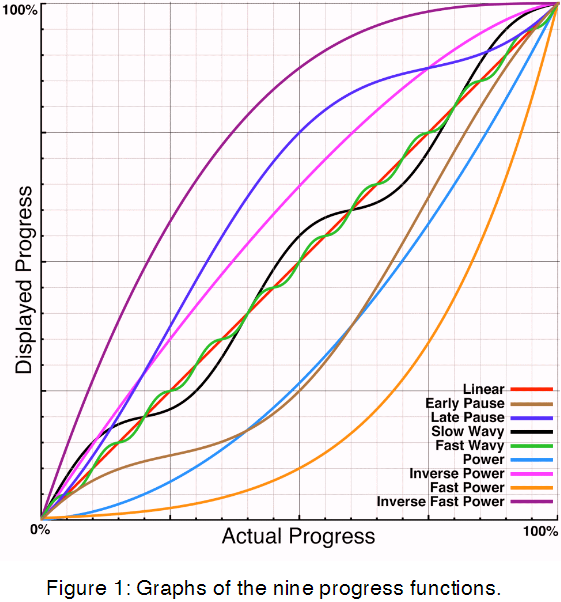 100%
Displayed Progress
Linear
Early Pause
Late Pause
Slow Wavy
Fast Wavy
Power
Inverse Power
Fast Power
Inverse Fast Power
0%
Actual Progress
100%
Figure 1: Graphs of the nine progress functions.